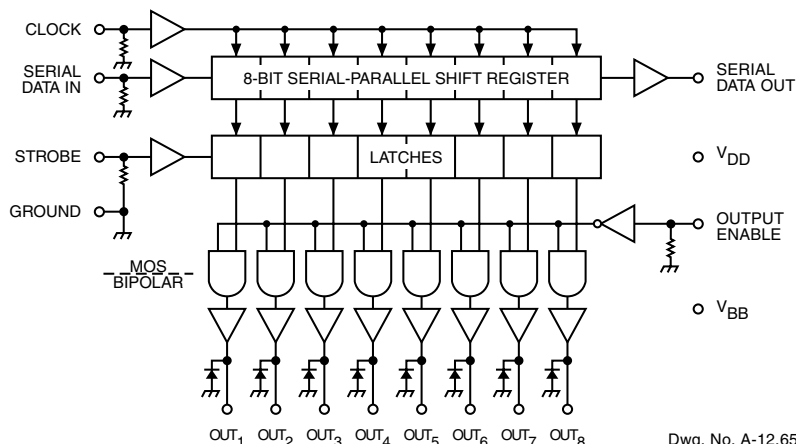 CLOCK
SERIAL
DATA IN
8-BIT SERIAL-PARALLEL SHIFT REGISTER
SERIAL
DATA OUT
STROBE
LATCHES
VDD
GROUND
OUTPUT
ENABLE
MOS
BIPOLAR
VBB
OUT1 OUT2 OUT3 OUT4 OUT5 OUT6 OUT7 OUT8
Dwg. No. A-12,65